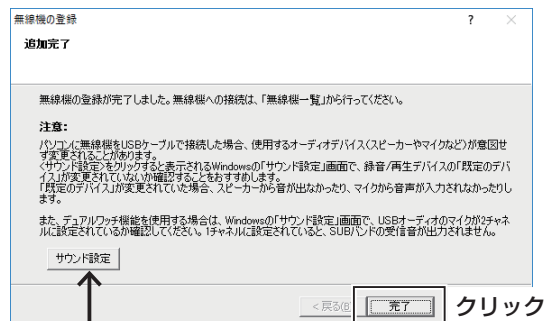 無線機の登録 ? ×
追加完了
無線機の登録が完了しました。無線機への接続は、「無線機一覧」から行ってください。
注意:
パソコンに無線機をUSBケーブルで接続した場合、使用するオーディオデバイス(スピーカーやマイクなど)が意図せ
ず変更されることがあります。
<サウンド設定>をクリックすると表示されるWindowsの「サウンド設定」画面で、録音/再生デバイスの「既定のデバ
イス」が変更されていないか確認することをおすすめします。
「既定のデバイス」が変更されていた場合、スピーカーから音が出なかったり、マイクから音声が入力されなかったりし
ます。
また、デュアルワッチ機能を使用する場合は、Windowsの「サウンド設定」画面で、USBオーディオのマイクが2チャネ
ルに設定されているか確認してください。1チャネルに設定されていると、SUBバンドの受信音が出力されません。
サウンド設定
< 戻る(B) 完了 クリック